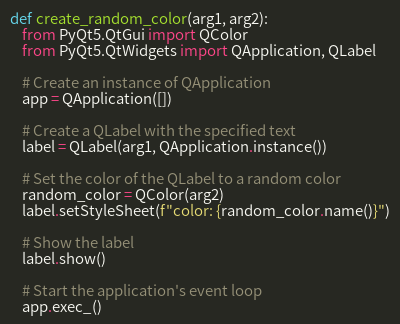 def create_random_color(arg1, arg2):
from PyQt5.QtGui import QColor
from PyQt5.QtWidgets import QApplication, QLabel
# Create an instance of QApplication
app = QApplication([])
# Create a QLabel with the specified text
label = QLabel(arg1, QApplication.instance())
# Set the color of the QLabel to a random color
random_color = QColor(arg2)
label.setStyleSheet(f"color: {random_color.name()}")
# Show the label
label.show()
# Start the application's event loop
app.exec_()